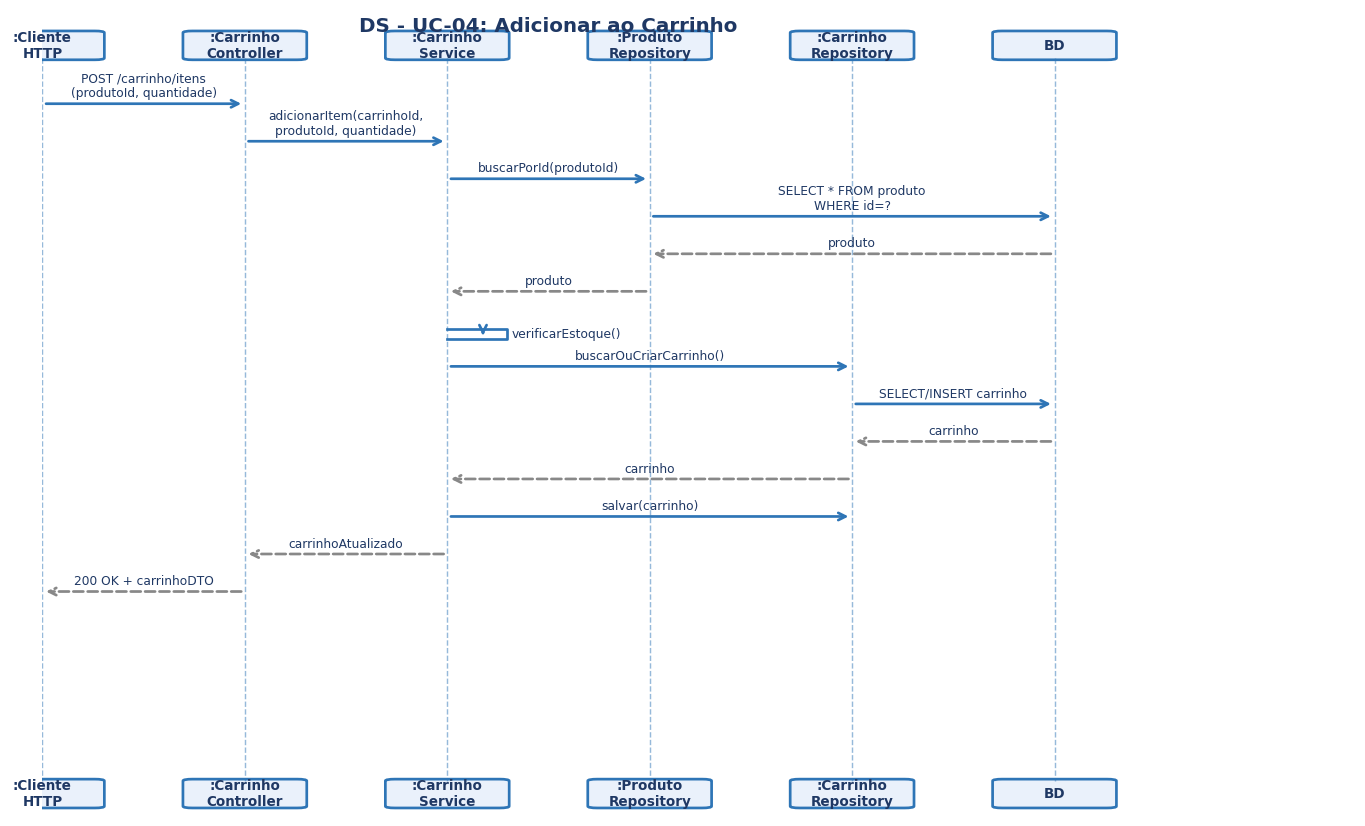 DS - UC-04: Adicionar ao Carrinho
:Cliente
HTTP
:Carrinho
Controller
:Carrinho
Service
:Produto
Repository
:Carrinho
Repository
BD
POST /carrinho/itens
(produtoId, quantidade)
adicionarItem(carrinhoId,
produtoId, quantidade)
buscarPorId(produtoId)
SELECT * FROM produto
WHERE id=?
produto
produto
verificarEstoque()
buscarOuCriarCarrinho()
SELECT/INSERT carrinho
carrinho
carrinho
salvar(carrinho)
carrinhoAtualizado
200 OK + carrinhoDTO
:Cliente
HTTP
:Carrinho
Controller
:Carrinho
Service
:Produto
Repository
:Carrinho
Repository
BD